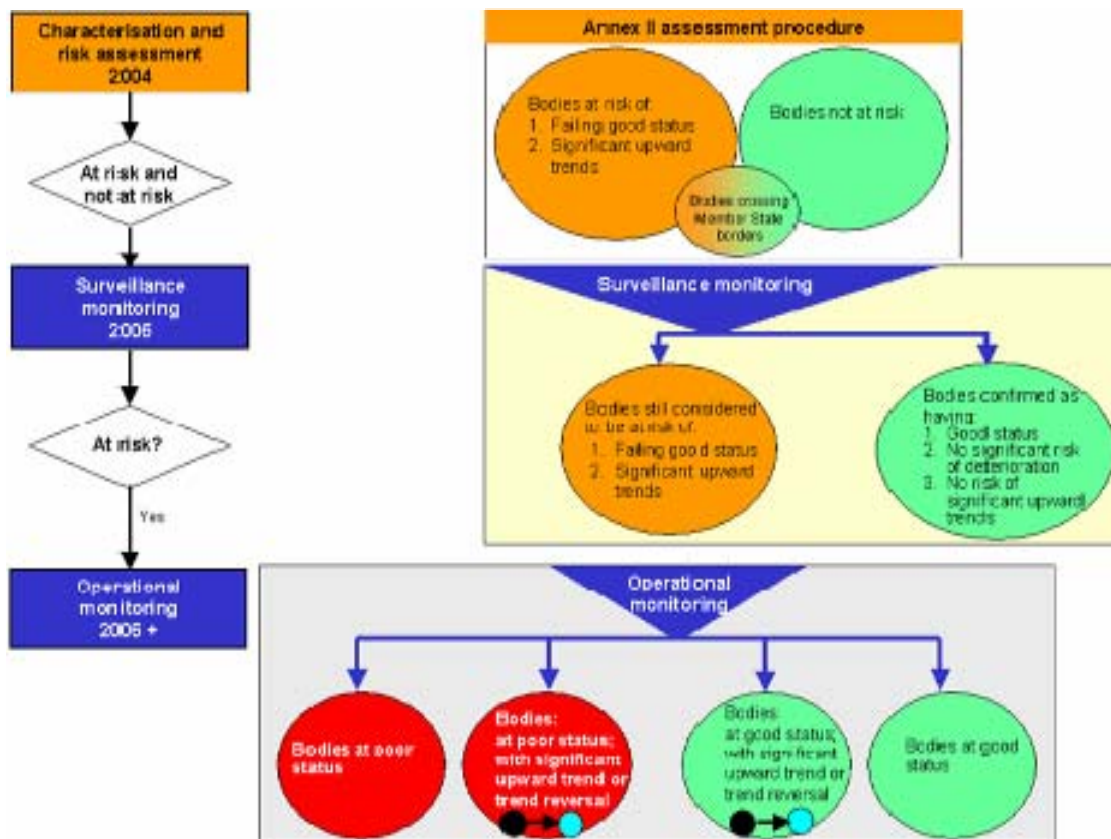 Characterisation and
risk assessment
2004
At risk and
not at risk
Surveillance
monitoring
2006
At risk?
Yes
Operational
monitoring
2006 +
Annex II assessment procedure
Bodies at risk of:
1. Failing good status
2. Significant upward
trends
Bodies not at risk
Bodies crossing
Member State
borders
Surveillance monitoring
Bodies still considered
to be at risk of:
1. Failing good status
2. Significant upward
trends
Bodies confirmed as
having:
1. Good status
2. No significant risk
of deterioration
3. No risk of
significant upward
trends
Operational
monitoring
Bodies at poor
status
Bodies:
at poor status;
with significant
upward trend or
trend reversal
Bodies:
at good status;
with significant
upward trend or
trend reversal
Bodies at good
status